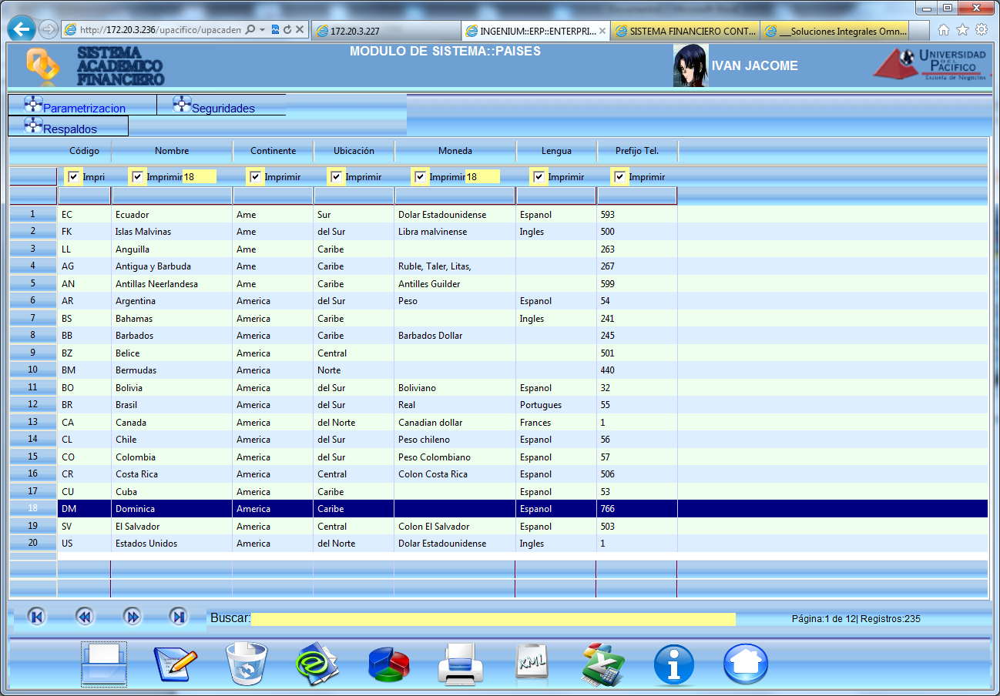 http://172.20.3.236/upacifico/upacadem
172.20.3.227
INGENIUM::ERP::ENTERPRI...
SISTEMA FINANCIERO CONT...
___Soluciones Integrales Omn...
SISTEMA
ACADEMICO
FINANCIERO
MODULO DE SISTEMA::PAISES
IVAN JACOME
UNIVERSIDAD
DEL
PACÍFICO
Escuela de Negocios
Parametrizacion Seguridades
Respaldos
Código Nombre Continente Ubicación Moneda Lengua Prefijo Tel.
Impri Imprimir 18 Imprimir Imprimir Imprimir 18 Imprimir Imprimir
1 EC Ecuador Ame Sur Dolar Estadounidense Espanol 593
2 FK Islas Malvinas Ame del Sur Libra malvinense Ingles 500
3 LL Anguilla Ame Caribe 263
4 AG Antigua y Barbuda Ame Caribe Ruble, Taler, Litas, 267
5 AN Antillas Neerlandesa Ame Caribe Antilles Guilder 599
6 AR Argentina America del Sur Peso Espanol 54
7 BS Bahamas America Caribe Ingles 241
8 BB Barbados America Caribe Barbados Dollar 245
9 BZ Belice America Central 501
10 BM Bermudas America Norte 440
11 BO Bolivia America del Sur Boliviano Espanol 32
12 BR Brasil America del Sur Real Portugues 55
13 CA Canada America del Norte Canadian dollar Frances 1
14 CL Chile America del Sur Peso chileno Espanol 56
15 CO Colombia America del Sur Peso Colombiano Espanol 57
16 CR Costa Rica America Central Colon Costa Rica Espanol 506
17 CU Cuba America Caribe Espanol 53
18 DM Dominica America Caribe Espanol 766
19 SV El Salvador America Central Colon El Salvador Espanol 503
20 US Estados Unidos America del Norte Dolar Estadounidense Ingles 1
Buscar:
Página:1 de 12| Registros:235
XML